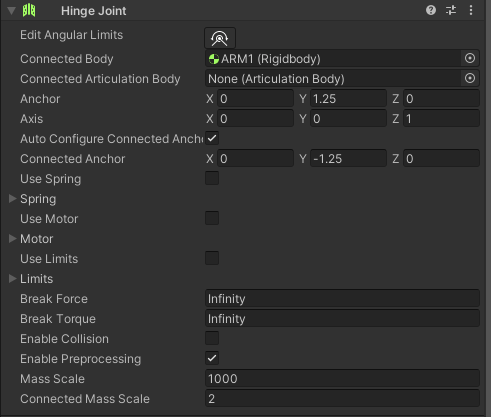 Hinge Joint
Edit Angular Limits
Connected Body ARM1 (Rigidbody)
Connected Articulation Body None (Articulation Body)
Anchor X 0 Y 1.25 Z 0
Axis X 0 Y 0 Z 1
Auto Configure Connected Ancho
Connected Anchor X 0 Y -1.25 Z 0
Use Spring
Spring
Use Motor
Motor
Use Limits
Limits
Break Force Infinity
Break Torque Infinity
Enable Collision
Enable Preprocessing
Mass Scale 1000
Connected Mass Scale 2